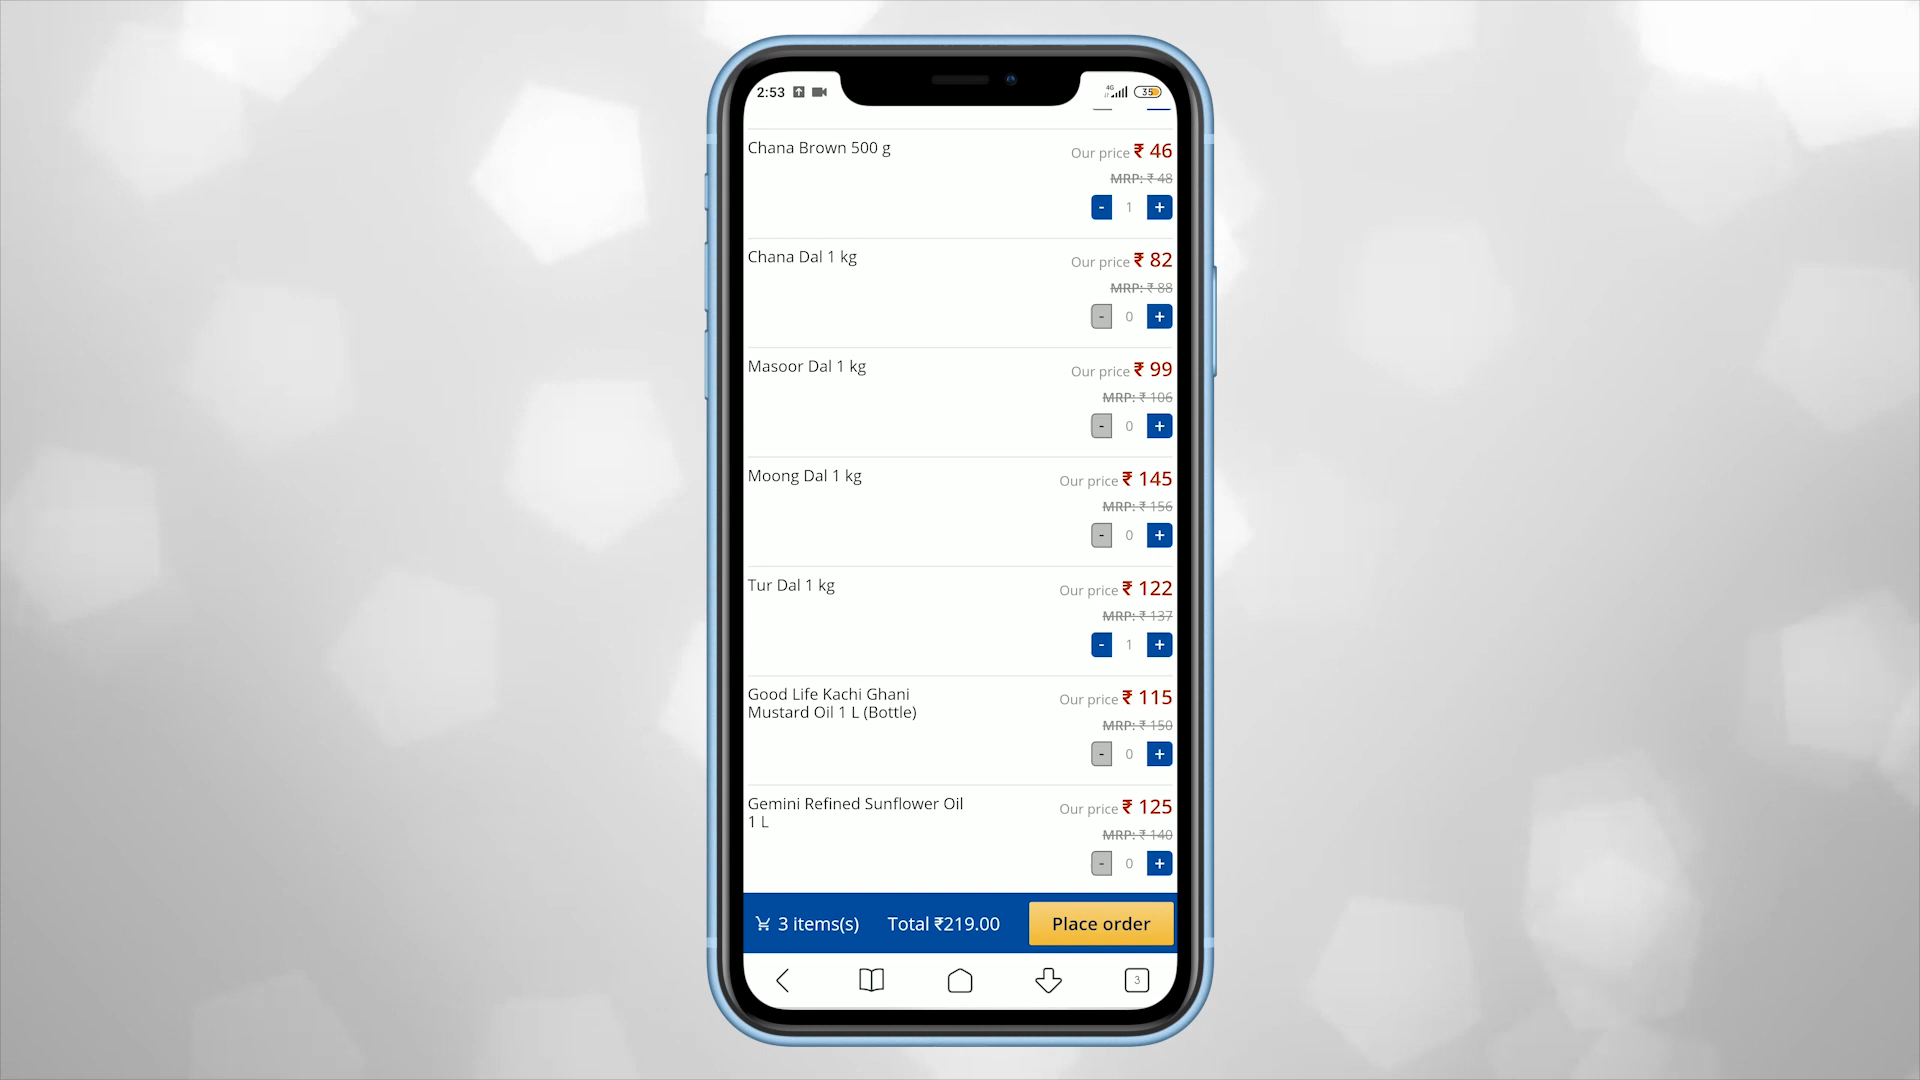 2:53 4G 35
Chana Brown 500 g Our price ₹ 46
MRP: ₹ 48
- 1 +
Chana Dal 1 kg Our price ₹ 82
MRP: ₹ 88
- 0 +
Masoor Dal 1 kg Our price ₹ 99
MRP: ₹ 106
- 0 +
Moong Dal 1 kg Our price ₹ 145
MRP: ₹ 156
- 0 +
Tur Dal 1 kg Our price ₹ 122
MRP: ₹ 137
- 1 +
Good Life Kachi Ghani Our price ₹ 115
Mustard Oil 1 L (Bottle)
MRP: ₹ 150
- 0 +
Gemini Refined Sunflower Oil Our price ₹ 125
1 L
MRP: ₹ 140
- 0 +
3 items(s) Total ₹219.00 Place order
3